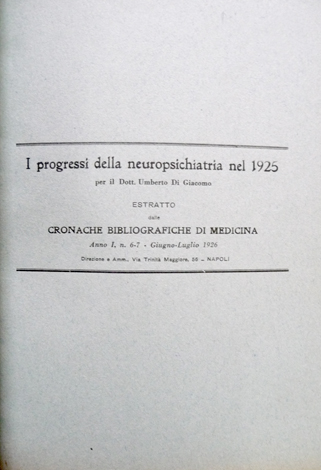 I progressi della neuropsichiatria nel 1925
per il Dott. Umberto Di Giacomo
ESTRATTO
dalle
CRONACHE BIBLIOGRAFICHE DI MEDICINA
Anno I, n. 6-7 - Giugno-Luglio 1926
Direzione e Amm., Via Trinità Maggiore, – NAPOLI